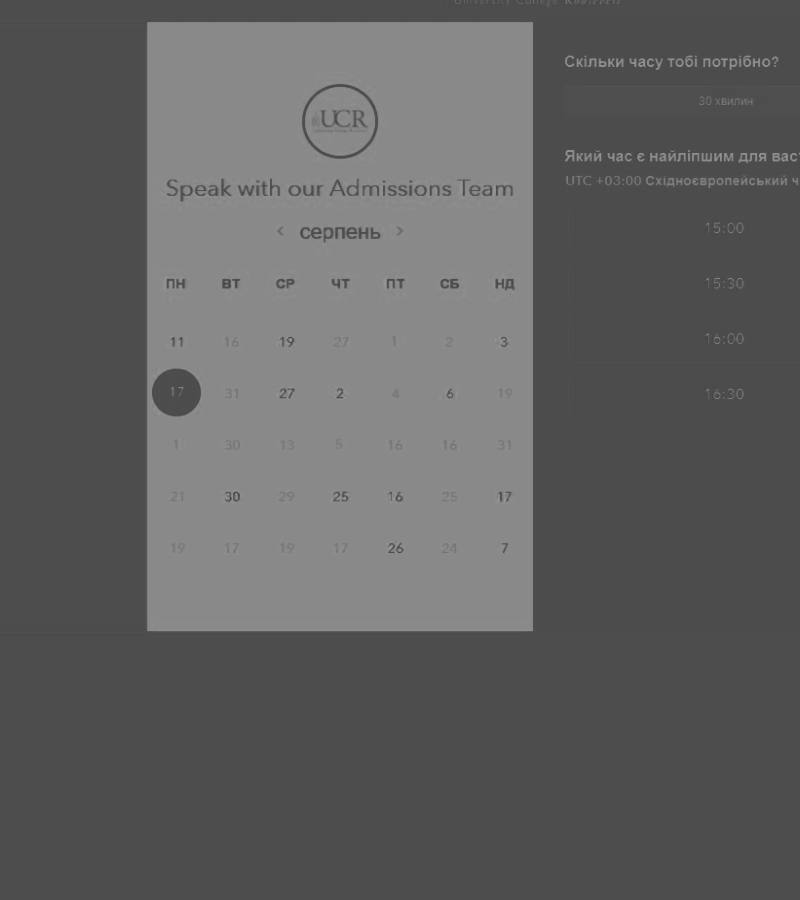 University College Roosevelt
UCR
Speak with our Admissions Team
‹ серпень ›
ПН ВТ СР ЧТ ПТ СБ НД
11 16 19 27 1 2 3
17 31 27 2 4 6 19
1 30 13 5 16 16 31
21 30 29 25 16 25 17
19 17 19 17 26 24 7
Скільки часу тобі потрібно?
30 хвилин
Який час є найліпшим для вас
UTC +03:00 Східноєвропейський ч
15:00
15:30
16:00
16:30